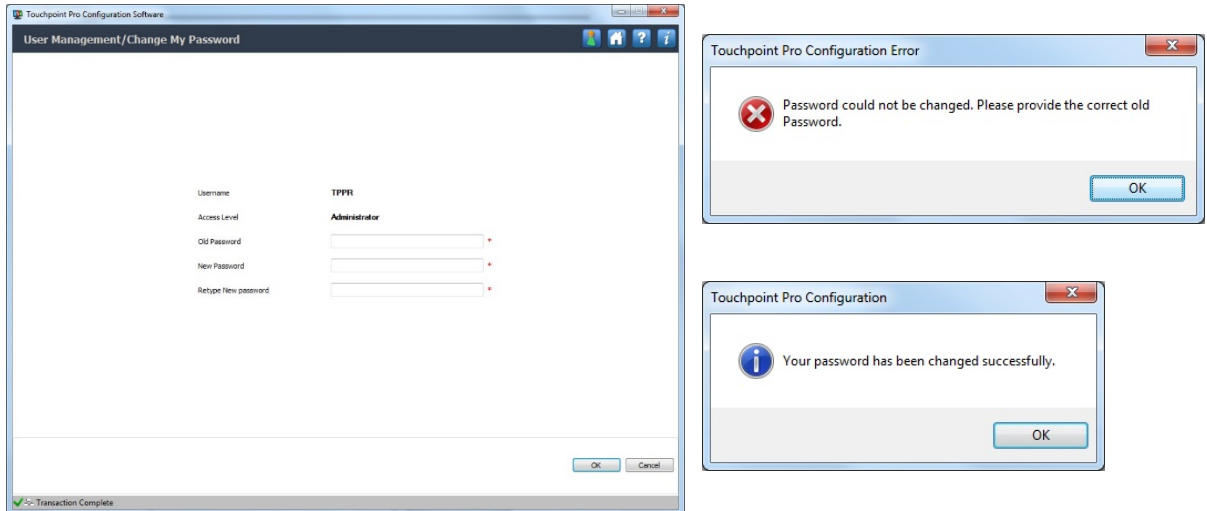 Touchpoint Pro Configuration Software
User Management/Change My Password
Username TPPR
Access Level Administrator
Old Password *
New Password *
Retype New password *
OK Cancel
Transaction Complete
Touchpoint Pro Configuration Error
Password could not be changed. Please provide the correct old
Password.
OK
Touchpoint Pro Configuration
Your password has been changed successfully.
OK